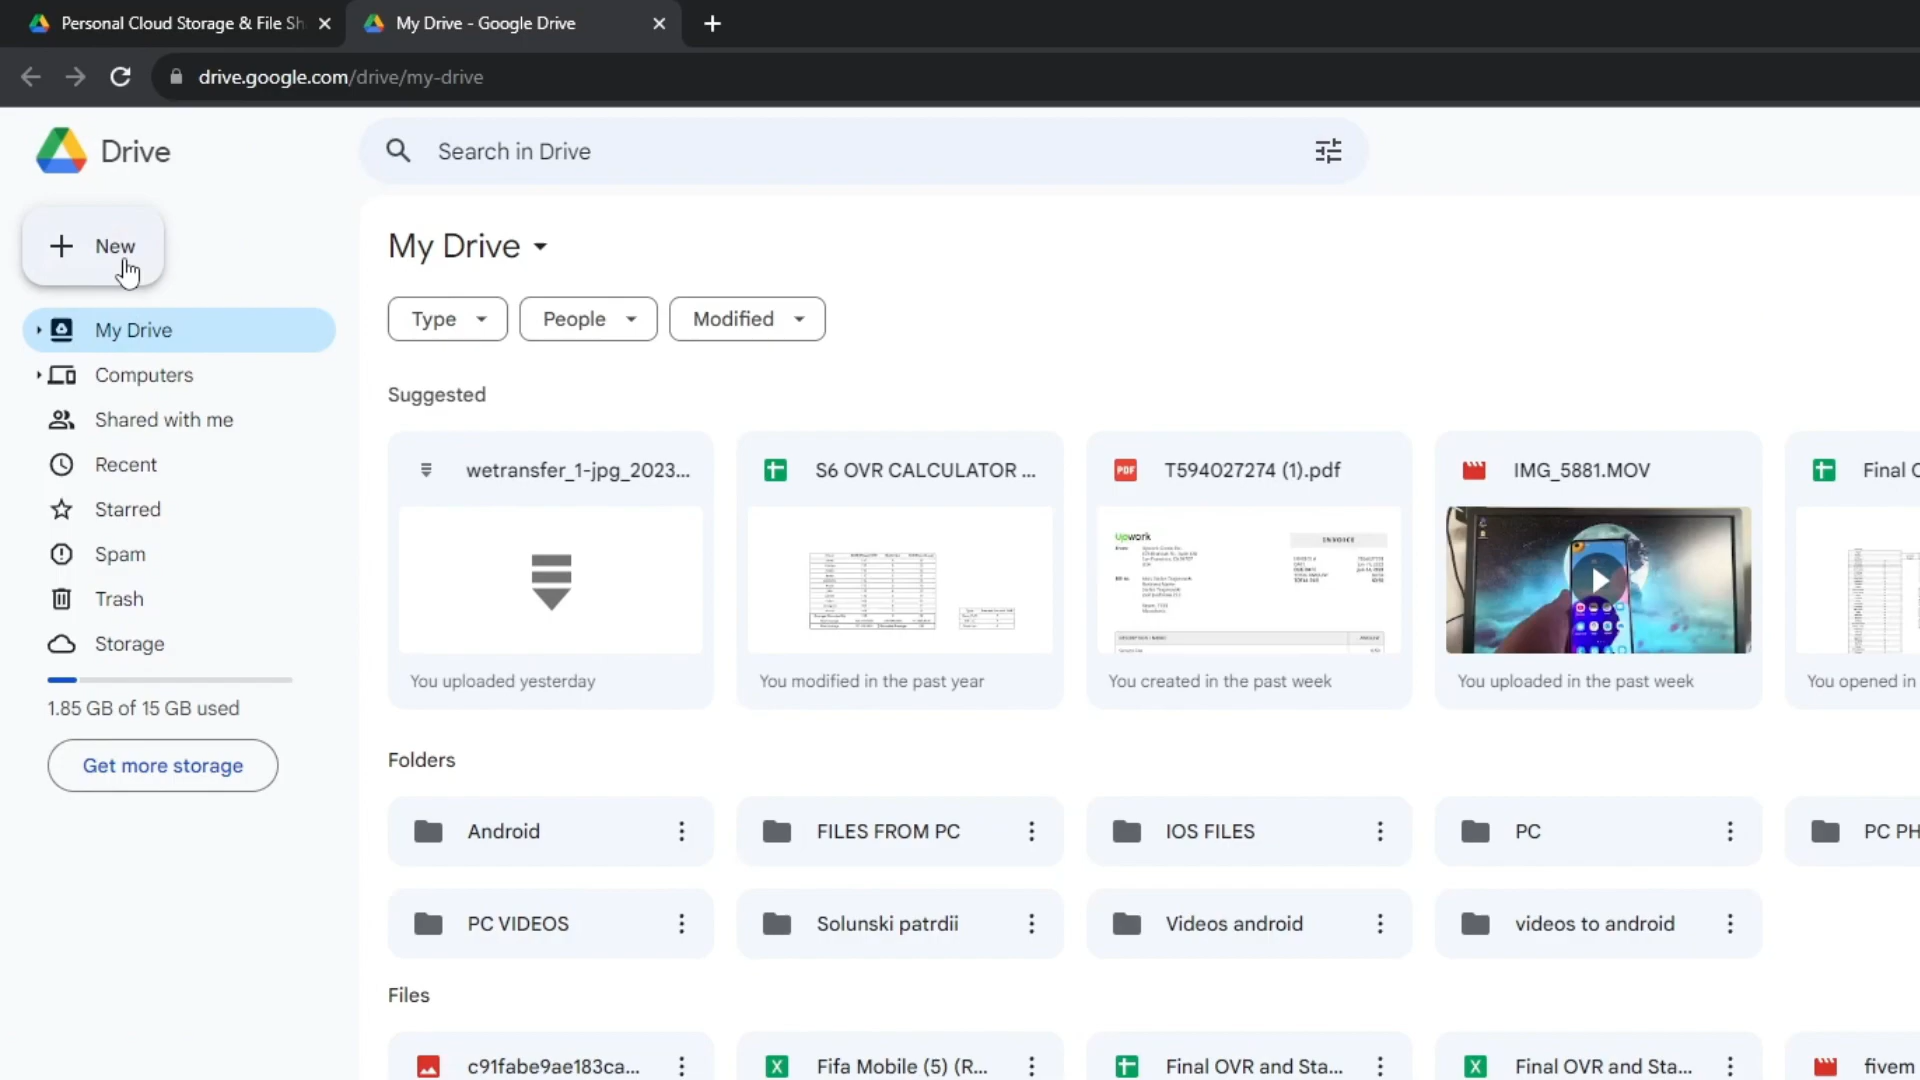 Personal Cloud Storage & File Sh
My Drive - Google Drive
drive.google.com/drive/my-drive
Drive
Search in Drive
New
My Drive
Type
People
Modified
My Drive
Computers
Shared with me
Recent
Starred
Spam
Trash
Storage
1.85 GB of 15 GB used
Get more storage
Suggested
wetransfer_1-jpg_2023...
S6 OVR CALCULATOR ...
PDF
T594027274 (1).pdf
IMG_5881.MOV
Final
upwork
INVOICE
You uploaded yesterday
You modified in the past year
You created in the past week
You uploaded in the past week
You opened in
Folders
Android
FILES FROM PC
IOS FILES
PC
PC PH
PC VIDEOS
Solunski patrdii
Videos android
videos to android
Files
c91fabe9ae183ca...
Fifa Mobile (5) (R...
Final OVR and Sta...
Final OVR and Sta...
fivem